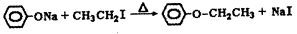 ONa + CH₃CH₂I —△→ O-CH₂CH₃ + NaI